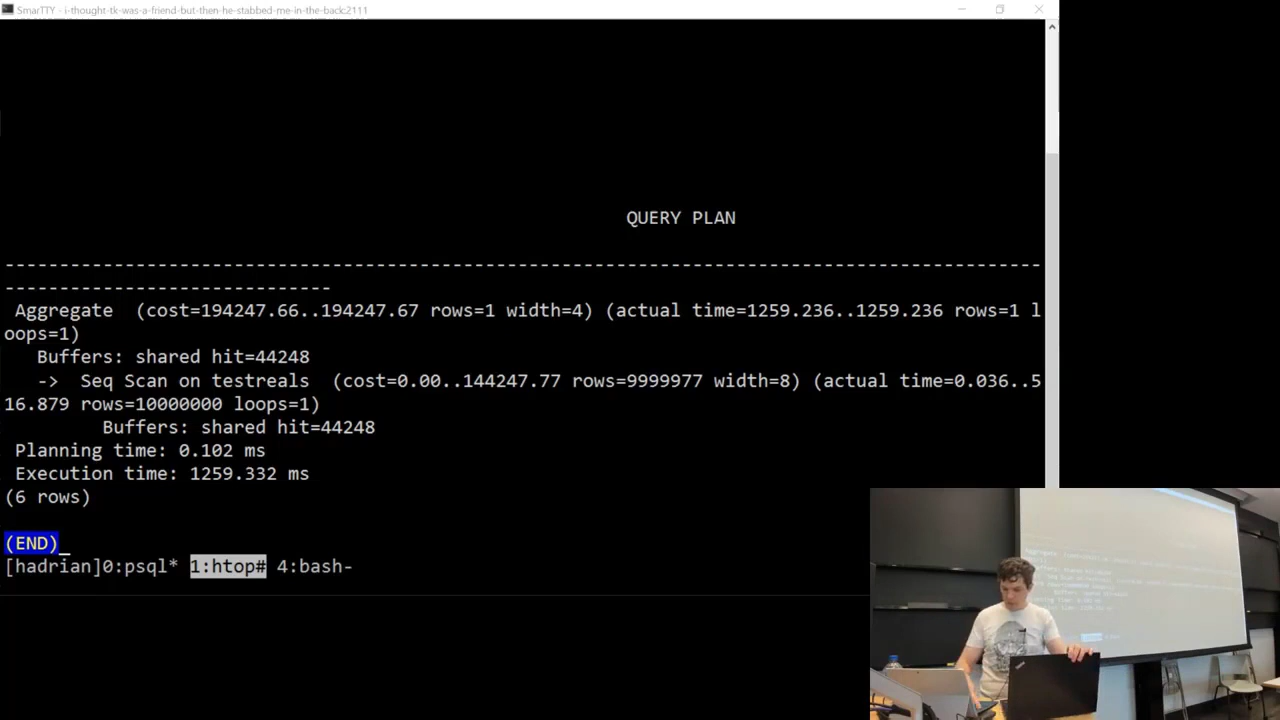 SmarTTY - i-thought-tk-was-a-friend-but-then-he-stabbed-me-in-the-back:2111
QUERY PLAN
-----------------------------------------------------------------------------------------------
------------------------------
Aggregate  (cost=194247.66..194247.67 rows=1 width=4) (actual time=1259.236..1259.236 rows=1 l
oops=1)
Buffers: shared hit=44248
->  Seq Scan on testreals  (cost=0.00..144247.77 rows=9999977 width=8) (actual time=0.036..5
16.879 rows=10000000 loops=1)
Buffers: shared hit=44248
Planning time: 0.102 ms
Execution time: 1259.332 ms
(6 rows)
(END)
[hadrian]0:psql* 1:htop# 4:bash-